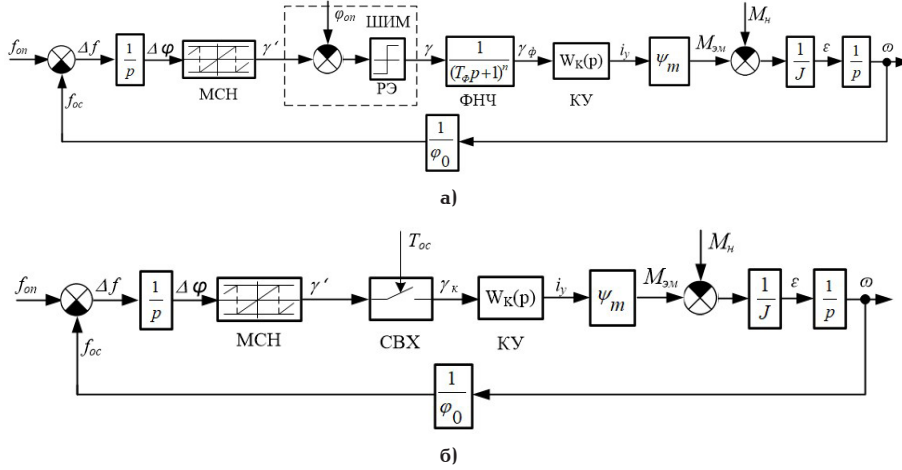 φоп
ШИМ
Mн
fоп
Δf
1/p
Δφ
γ′
РЭ
γ
1/(Tф p+1)ⁿ
γф
Wк(p)
iу
ψm
Mэм
1/J
ε
1/p
ω
МСН
ФНЧ
КУ
fос
1/φ0
а)
Tос
Mн
fоп
Δf
1/p
Δφ
γ′
γк
Wк(p)
iу
ψm
Mэм
1/J
ε
1/p
ω
МСН
СВХ
КУ
fос
1/φ0
б)